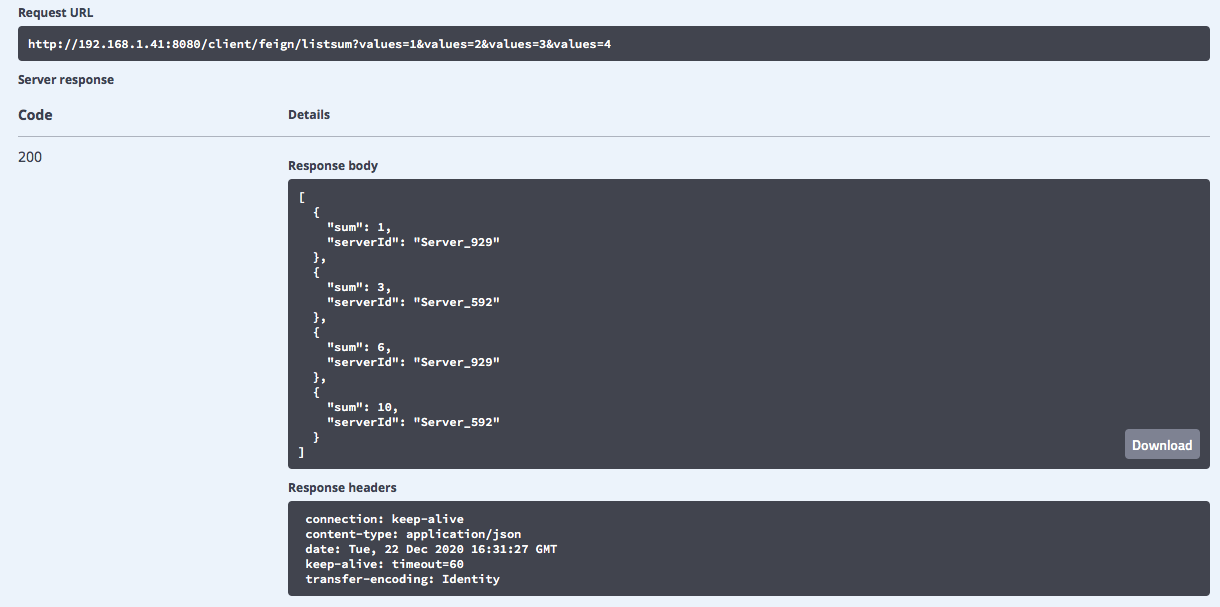 Request URL
http://192.168.1.41:8080/client/feign/listsum?values=1&values=2&values=3&values=4
Server response
Code Details
200
Response body
[
  {
    "sum": 1,
    "serverId": "Server_929"
  },
  {
    "sum": 3,
    "serverId": "Server_592"
  },
  {
    "sum": 6,
    "serverId": "Server_929"
  },
  {
    "sum": 10,
    "serverId": "Server_592"
  }
]
Download
Response headers
connection: keep-alive
content-type: application/json
date: Tue, 22 Dec 2020 16:31:27 GMT
keep-alive: timeout=60
transfer-encoding: Identity